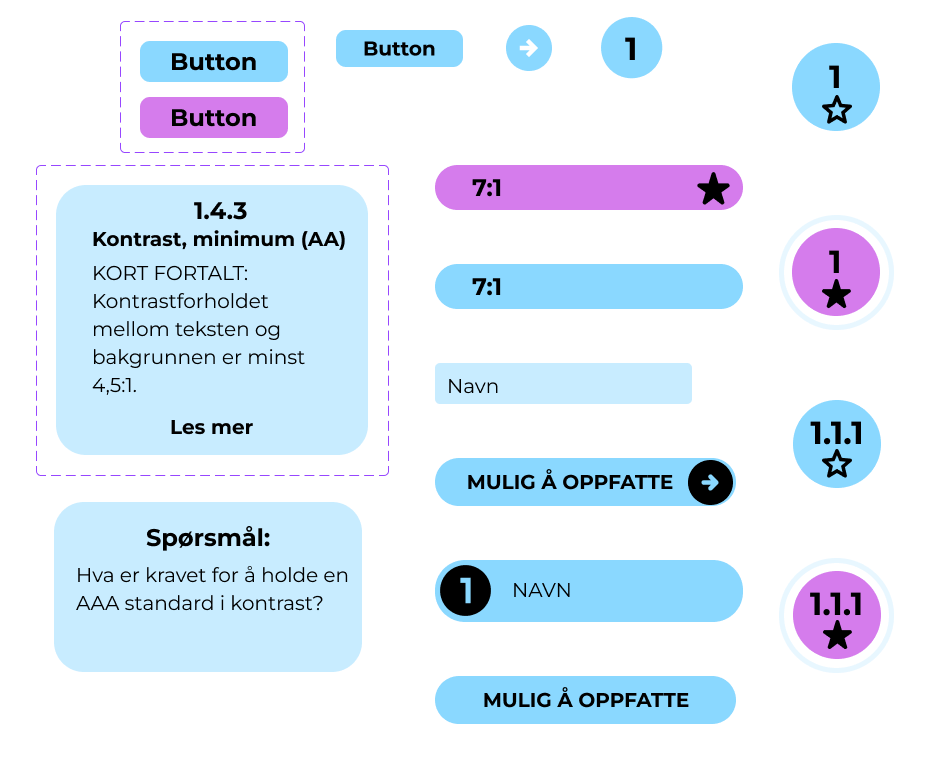 Button
Button
Button
1
1
1.4.3
Kontrast, minimum (AA)
KORT FORTALT:
Kontrastforholdet
mellom teksten og
bakgrunnen er minst
4,5:1.
Les mer
Spørsmål:
Hva er kravet for å holde en
AAA standard i kontrast?
7:1
7:1
Navn
MULIG Å OPPFATTE
1 NAVN
MULIG Å OPPFATTE
1
1.1.1
1.1.1